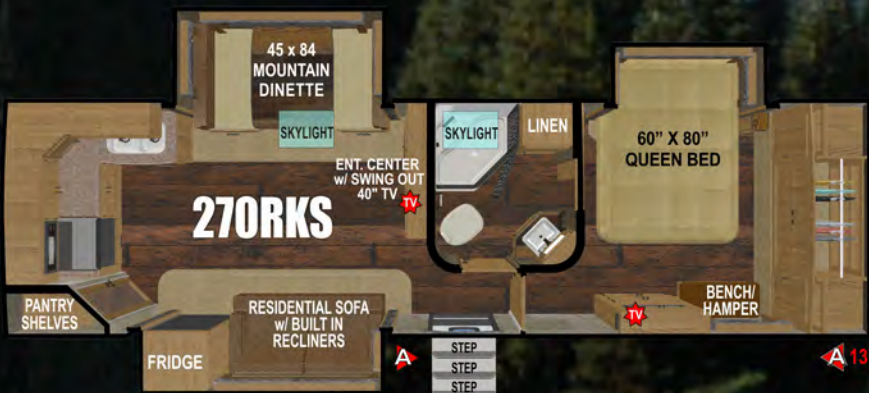 45 x 84
MOUNTAIN
DINETTE
SKYLIGHT
SKYLIGHT
LINEN
60” X 80”
QUEEN BED
ENT. CENTER
w/ SWING OUT
40" TV
TV
270RKS
PANTRY
SHELVES
RESIDENTIAL SOFA
w/ BUILT IN
RECLINERS
FRIDGE
BENCH/
HAMPER
TV
A
STEP
STEP
STEP
A 13